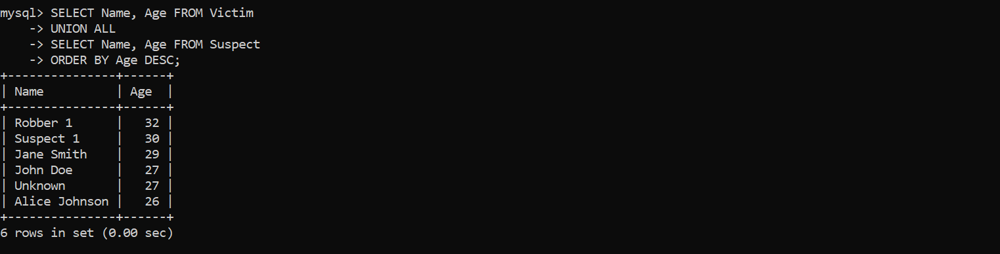 mysql> SELECT Name, Age FROM Victim
    -> UNION ALL
    -> SELECT Name, Age FROM Suspect
    -> ORDER BY Age DESC;
+---------------+------+
| Name          | Age  |
+---------------+------+
| Robber 1      |   32 |
| Suspect 1     |   30 |
| Jane Smith    |   29 |
| John Doe      |   27 |
| Unknown       |   27 |
| Alice Johnson |   26 |
+---------------+------+
6 rows in set (0.00 sec)